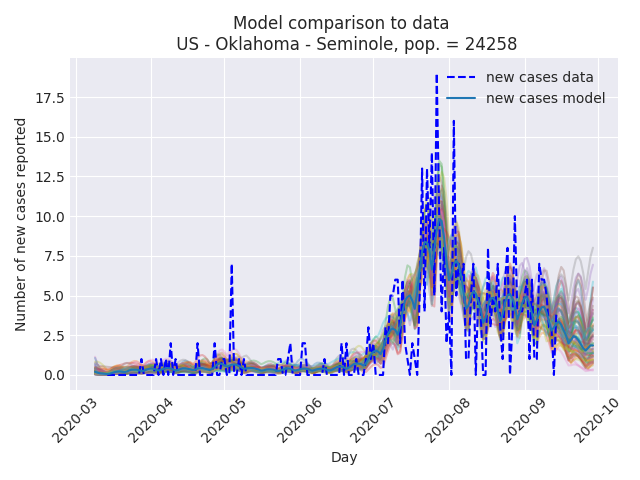 Model comparison to data
US - Oklahoma - Seminole, pop. = 24258
new cases data
new cases model
Number of new cases reported
17.5
15.0
12.5
10.0
7.5
5.0
2.5
0.0
2020-03
2020-04
2020-05
2020-06
2020-07
2020-08
2020-09
2020-10
Day